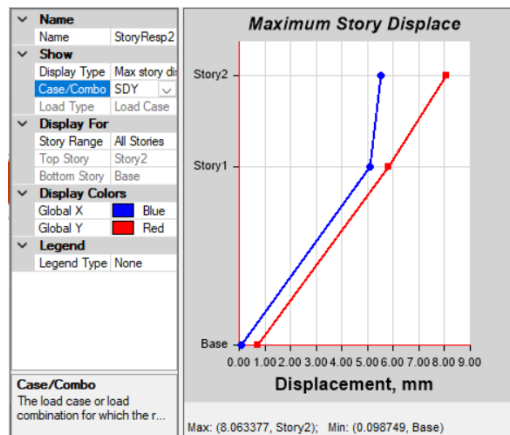 Name
Name StoryResp2
Show
Display Type Max story dis
Case/Combo SDY
Load Type Load Case
Display For
Story Range All Stories
Top Story Story2
Bottom Story Base
Display Colors
Global X Blue
Global Y Red
Legend
Legend Type None
Case/Combo
The load case or load
combination for which the r...
Maximum Story Displace
Story2
Story1
Base
0.00 1.00 2.00 3.00 4.00 5.00 6.00 7.00 8.00 9.00
Displacement, mm
Max: (8.063377, Story2); Min: (0.098749, Base)